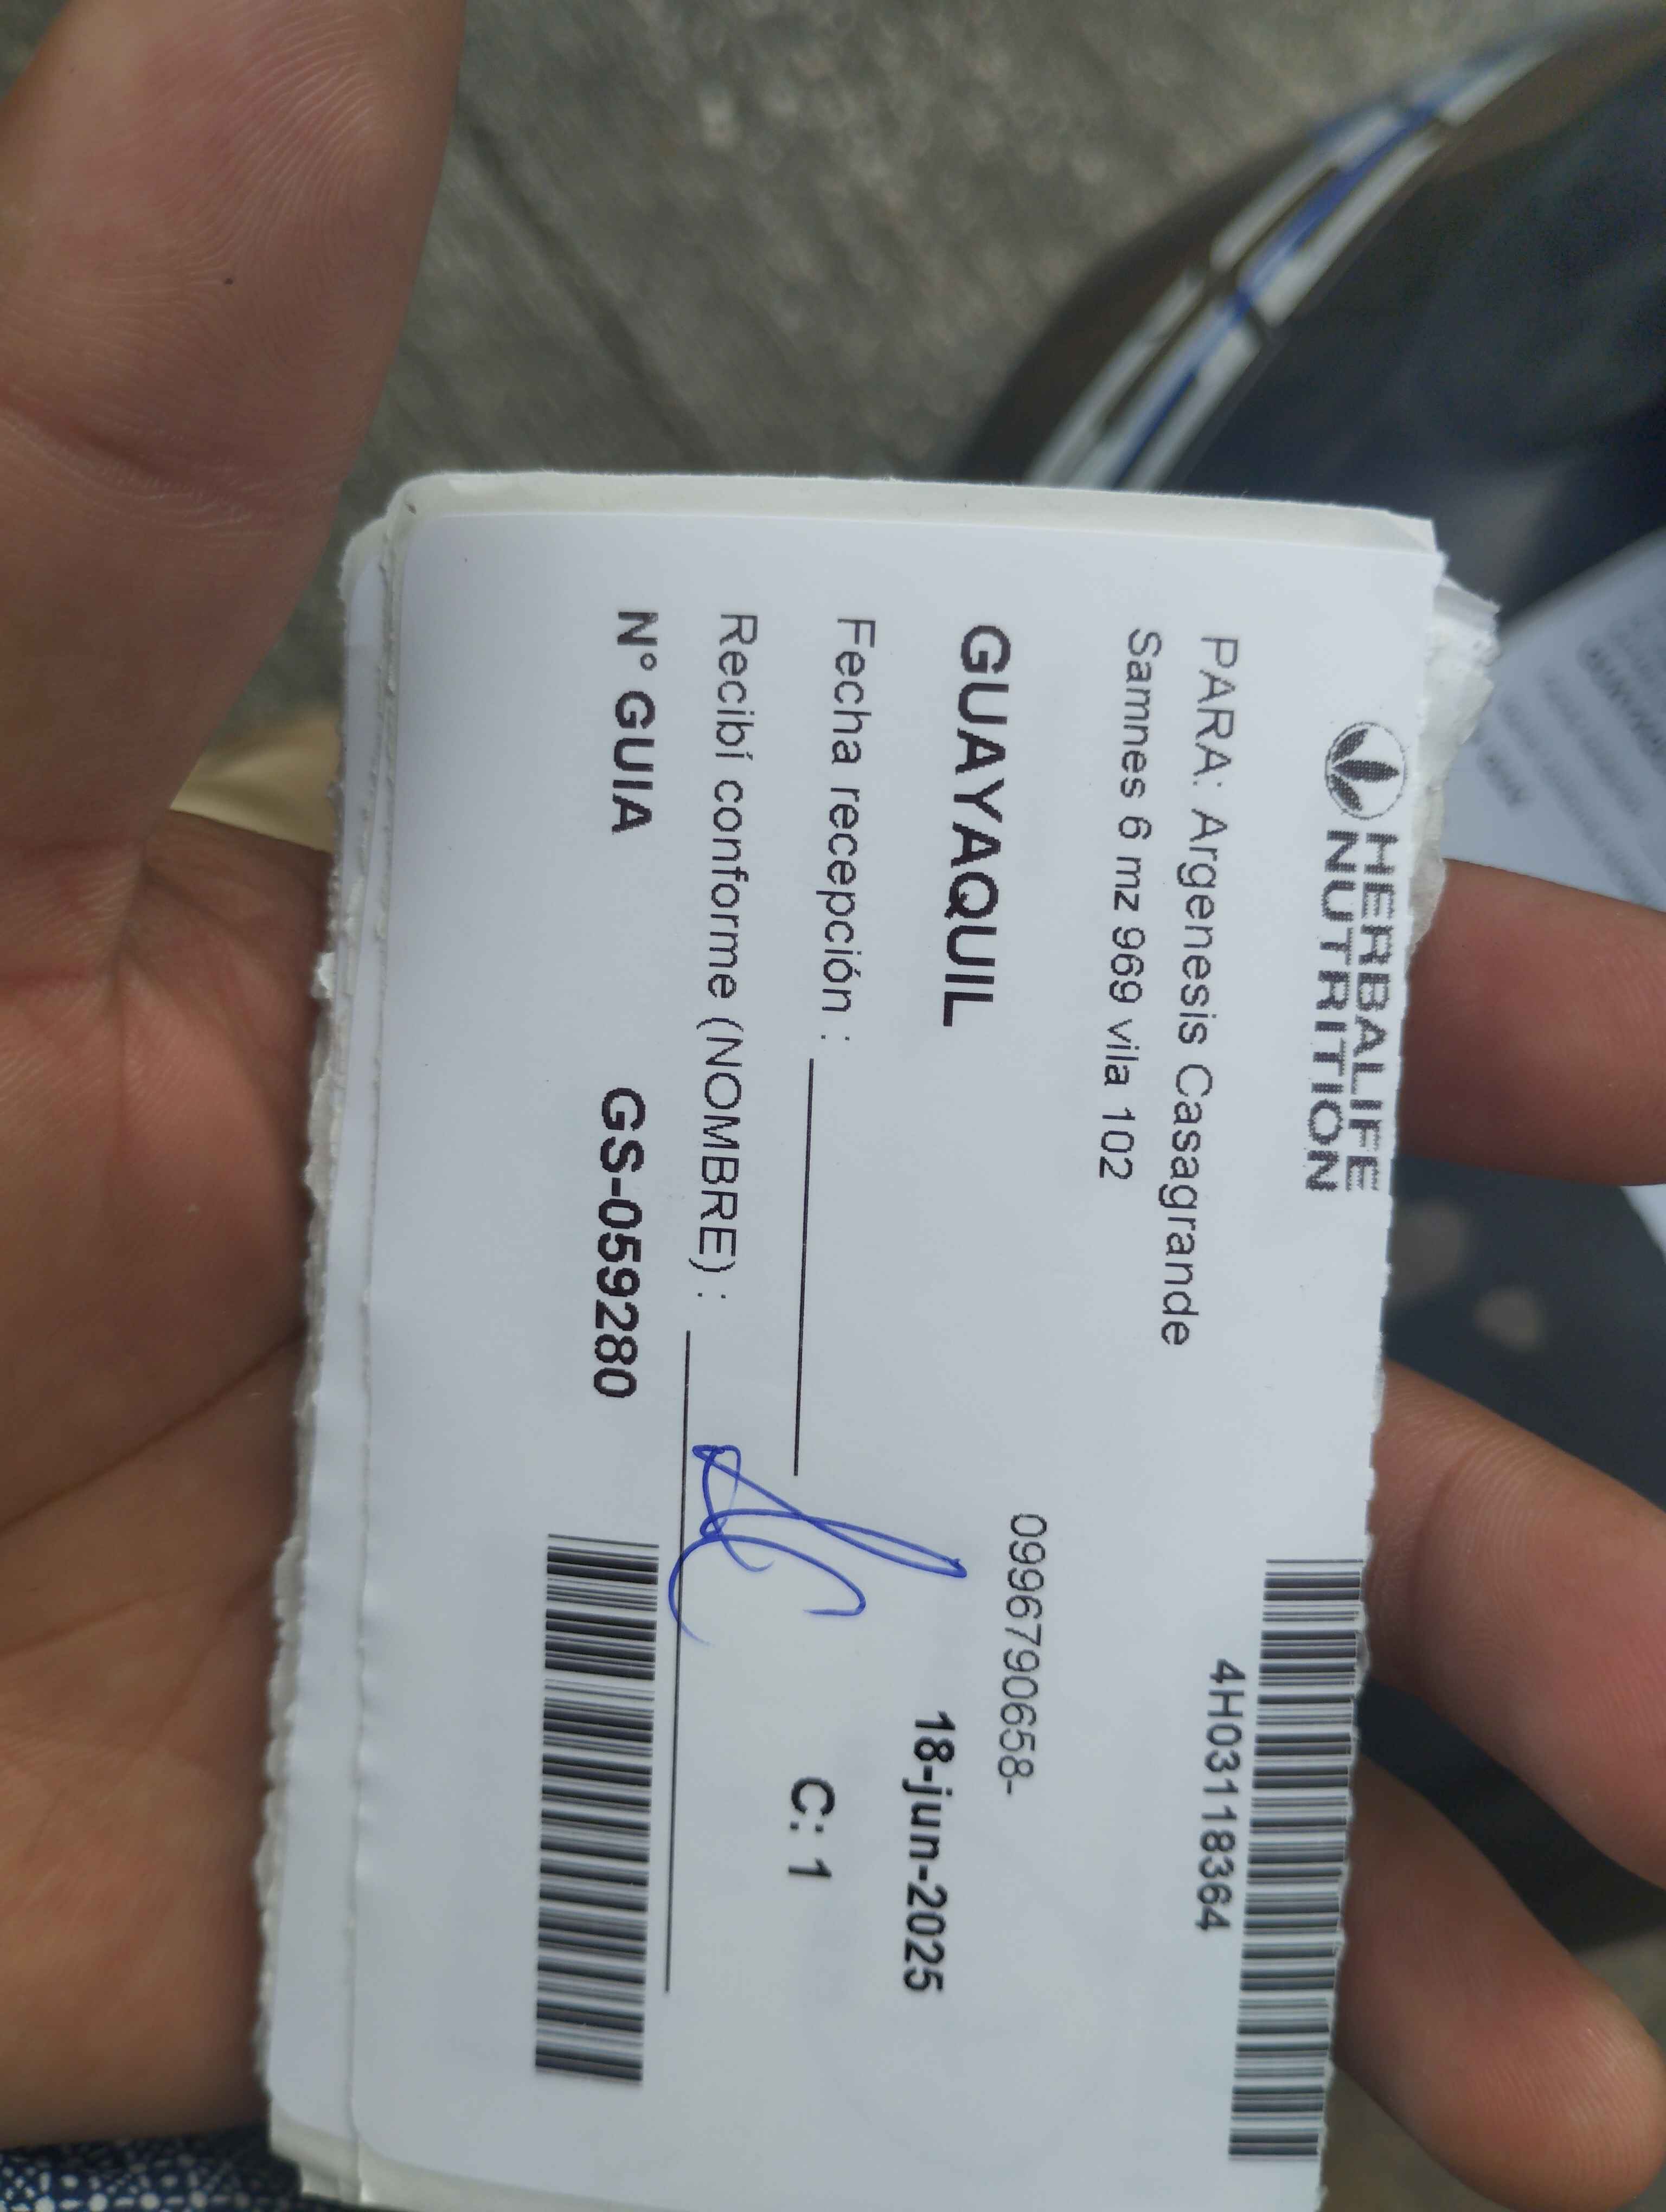 HERBALIFE
NUTRITION
4H03118364
PARA: Argenesis Casagrande
Samnes 6 mz 969 vila 102
0996790658-
GUAYAQUIL
18-jun-2025
Fecha recepción :
C: 1
Recibí conforme (NOMBRE) :
N° GUIA GS-059280